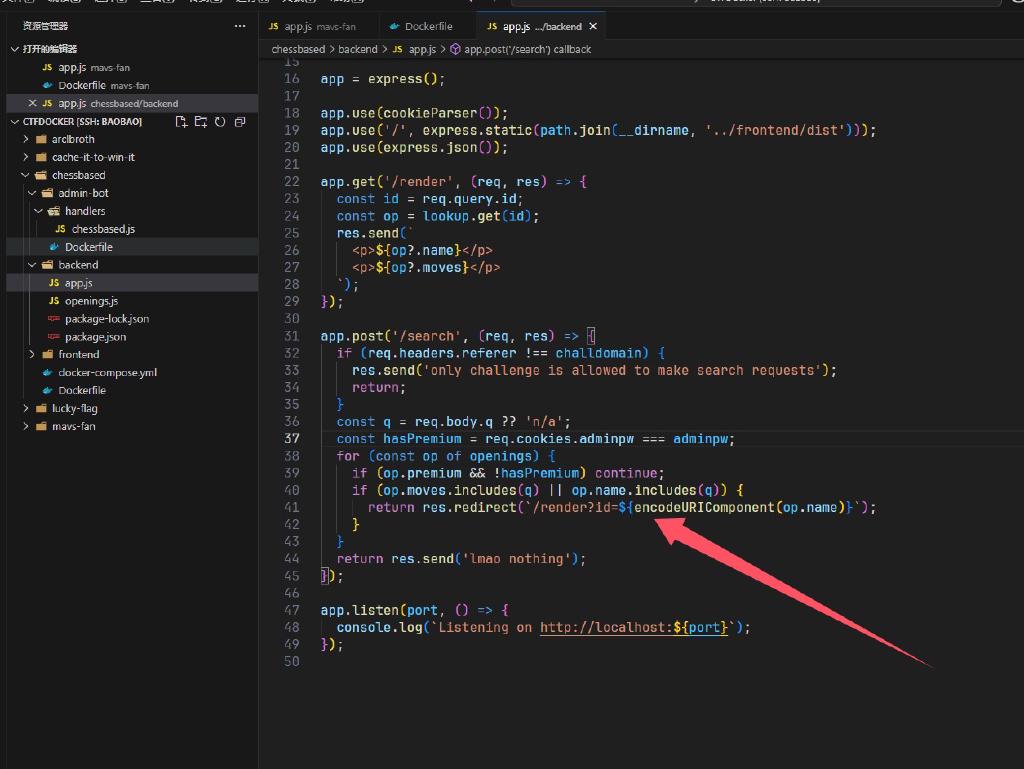 资源管理器
打开的编辑器
app.js mavs-fan
Dockerfile mavs-fan
app.js chessbased/backend
CTFDOCKER [SSH: BAOBAO]
arclbroth
cache-it-to-win-it
chessbased
admin-bot
handlers
chessbased.js
Dockerfile
backend
app.js
openings.js
package-lock.json
package.json
frontend
docker-compose.yml
Dockerfile
lucky-flag
mavs-fan
app.js mavs-fan
Dockerfile
app.js .../backend
chessbased > backend > JS app.js > app.post('/search') callback
15
16 app = express();
17
18 app.use(cookieParser());
19 app.use('/', express.static(path.join(__dirname, '../frontend/dist')));
20 app.use(express.json());
21
22 app.get('/render', (req, res) => {
23 const id = req.query.id;
24 const op = lookup.get(id);
25 res.send(`
26 <p>${op?.name}</p>
27 <p>${op?.moves}</p>
28 `);
29 });
30
31 app.post('/search', (req, res) => {
32 if (req.headers.referer !== challdomain) {
33 res.send('only challenge is allowed to make search requests');
34 return;
35 }
36 const q = req.body.q ?? 'n/a';
37 const hasPremium = req.cookies.adminpw === adminpw;
38 for (const op of openings) {
39 if (op.premium && !hasPremium) continue;
40 if (op.moves.includes(q) || op.name.includes(q)) {
41 return res.redirect(`/render?id=${encodeURIComponent(op.name)}`);
42 }
43 }
44 return res.send('lmao nothing');
45 });
46
47 app.listen(port, () => {
48 console.log(`Listening on http://localhost:${port}`);
49 });
50